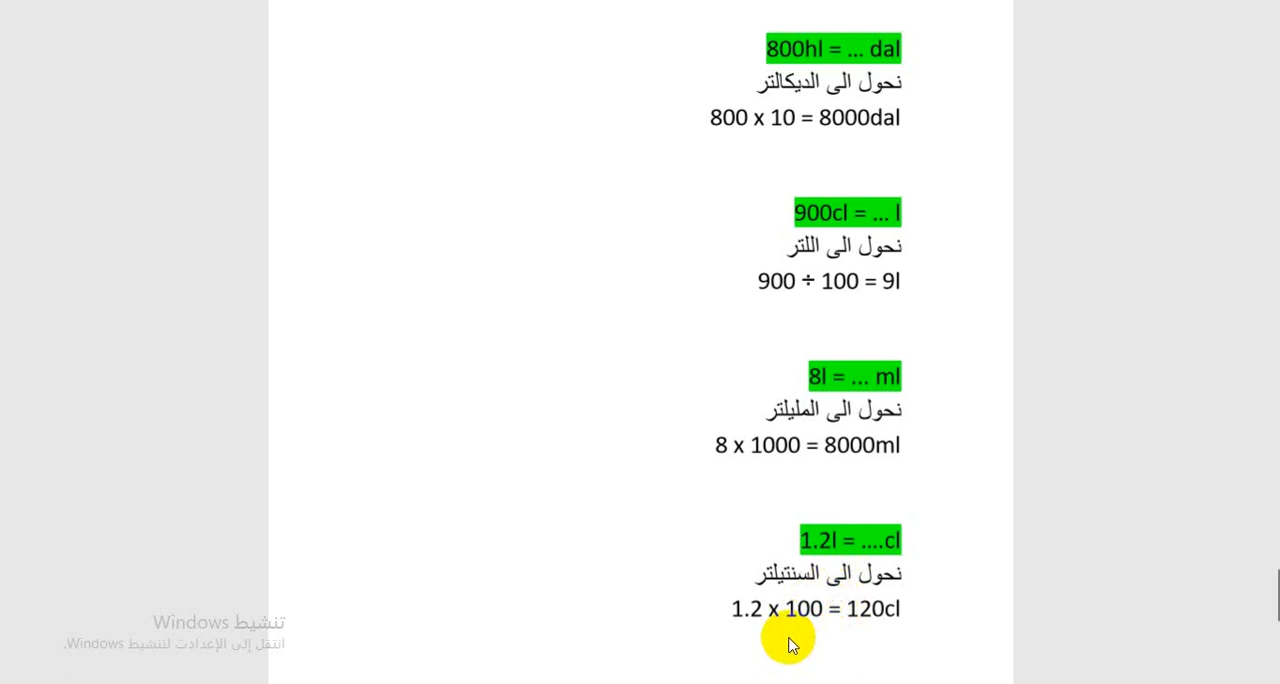 800hl = ... dal
نحول الى الديكالتر
800 x 10 = 8000dal
900cl = ... l
نحول الى اللتر
900 ÷ 100 = 9l
8l = ... ml
نحول الى المليلتر
8 x 1000 = 8000ml
1.2l = ....cl
نحول الى السنتيلتر
1.2 x 100 = 120cl
تنشيط Windows
انتقل إلى الإعدادت لتنشيط Windows.